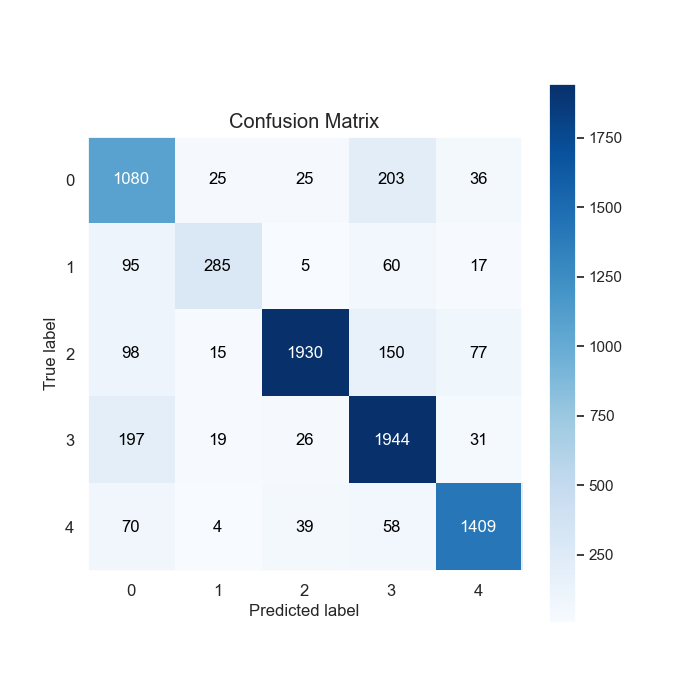 Confusion Matrix
True label
0 1080 25 25 203 36
1 95 285 5 60 17
2 98 15 1930 150 77
3 197 19 26 1944 31
4 70 4 39 58 1409
0 1 2 3 4
Predicted label
1750
1500
1250
1000
750
500
250